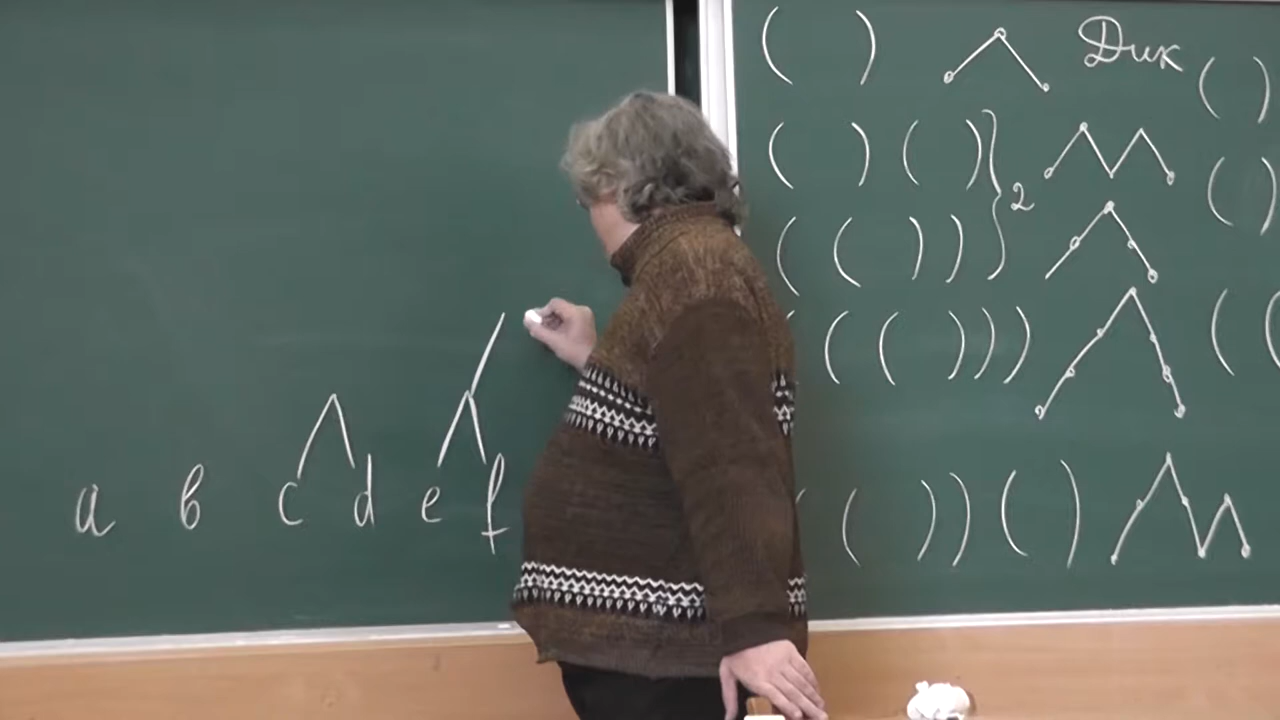 a b c d e f
( ) Дик ( )
( ) ( ) } 2
( ( ) ) ( )
( ( ) ) ) (
( ) ) ( )